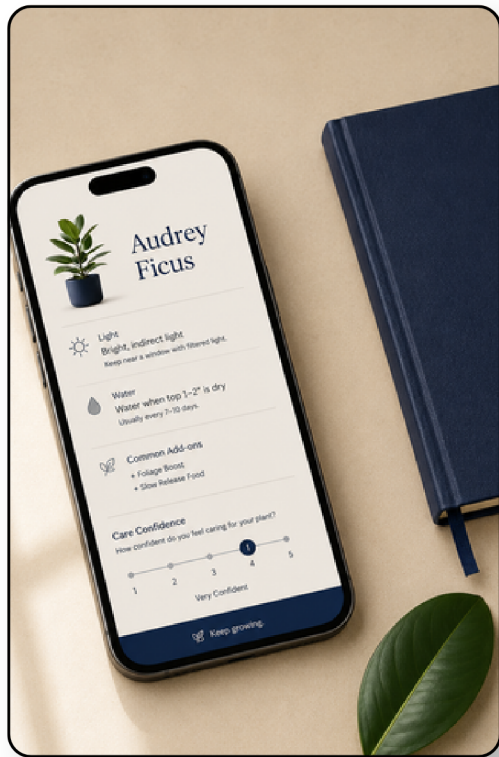 Audrey
Ficus
Light
Bright, indirect light
Keep near a window with filtered light.
Water
Water when top 1–2" is dry
Usually every 7–10 days.
Common Add-ons
+ Foliage Boost
+ Slow Release Food
Care Confidence
How confident do you feel caring for your plant?
1
1 2 3 4 5
Very Confident
Keep growing.